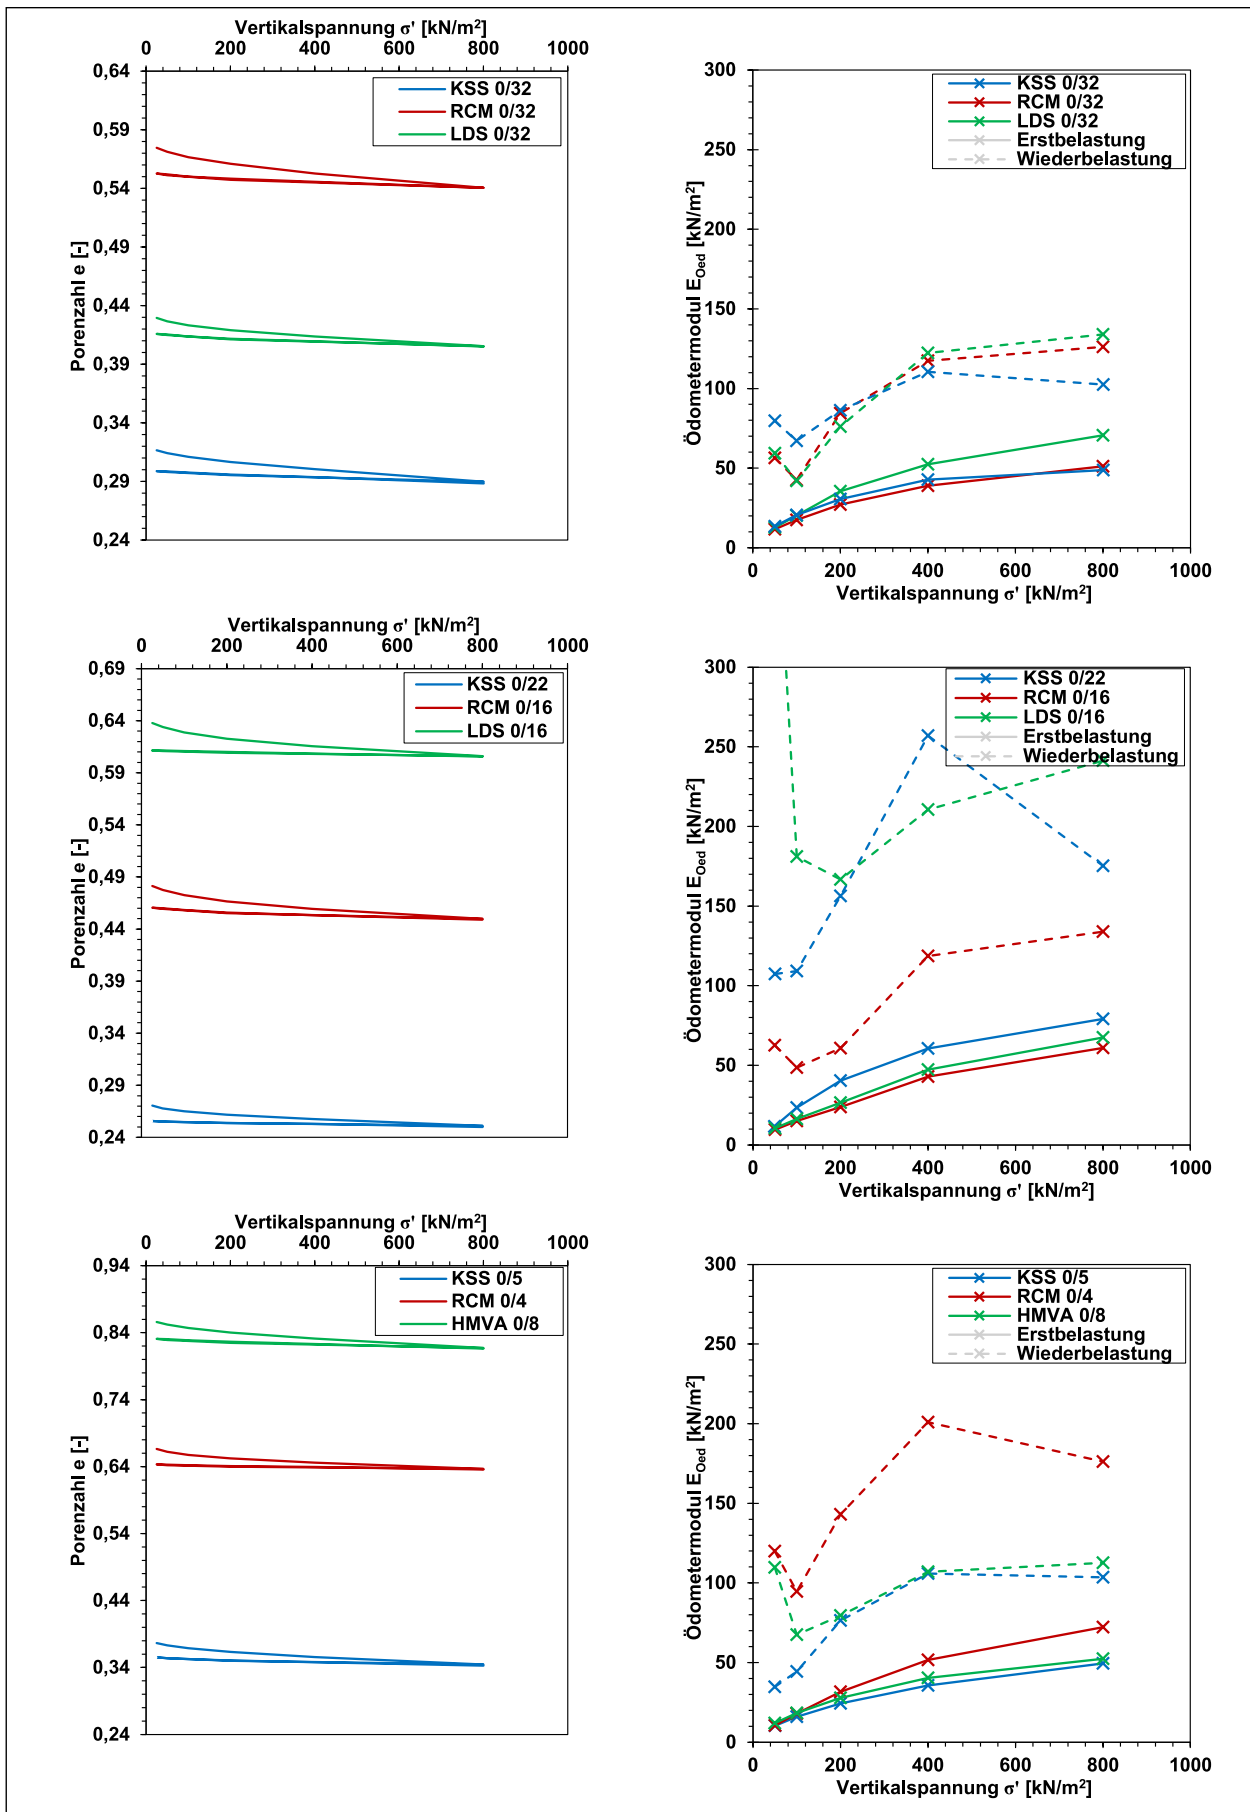 Vertikalspannung σ' [kN/m²]
0 200 400 600 800 1000
0,64
0,59
0,54
0,49
0,44
0,39
0,34
0,29
0,24
Porenzahl e [-]
KSS 0/32
RCM 0/32
LDS 0/32
300
250
200
150
100
50
0
Ödometermodul E_Oed [kN/m²]
KSS 0/32
RCM 0/32
LDS 0/32
Erstbelastung
Wiederbelastung
0 200 400 600 800 1000
Vertikalspannung σ' [kN/m²]
Vertikalspannung σ' [kN/m²]
0 200 400 600 800 1000
0,69
0,64
0,59
0,54
0,49
0,44
0,39
0,34
0,29
0,24
Porenzahl e [-]
KSS 0/22
RCM 0/16
LDS 0/16
300
250
200
150
100
50
0
Ödometermodul E_Oed [kN/m²]
KSS 0/22
RCM 0/16
LDS 0/16
Erstbelastung
Wiederbelastung
0 200 400 600 800 1000
Vertikalspannung σ' [kN/m²]
Vertikalspannung σ' [kN/m²]
0 200 400 600 800 1000
0,94
0,84
0,74
0,64
0,54
0,44
0,34
0,24
Porenzahl e [-]
KSS 0/5
RCM 0/4
HMVA 0/8
300
250
200
150
100
50
0
Ödometermodul E_Oed [kN/m²]
KSS 0/5
RCM 0/4
HMVA 0/8
Erstbelastung
Wiederbelastung
0 200 400 600 800 1000
Vertikalspannung σ' [kN/m²]